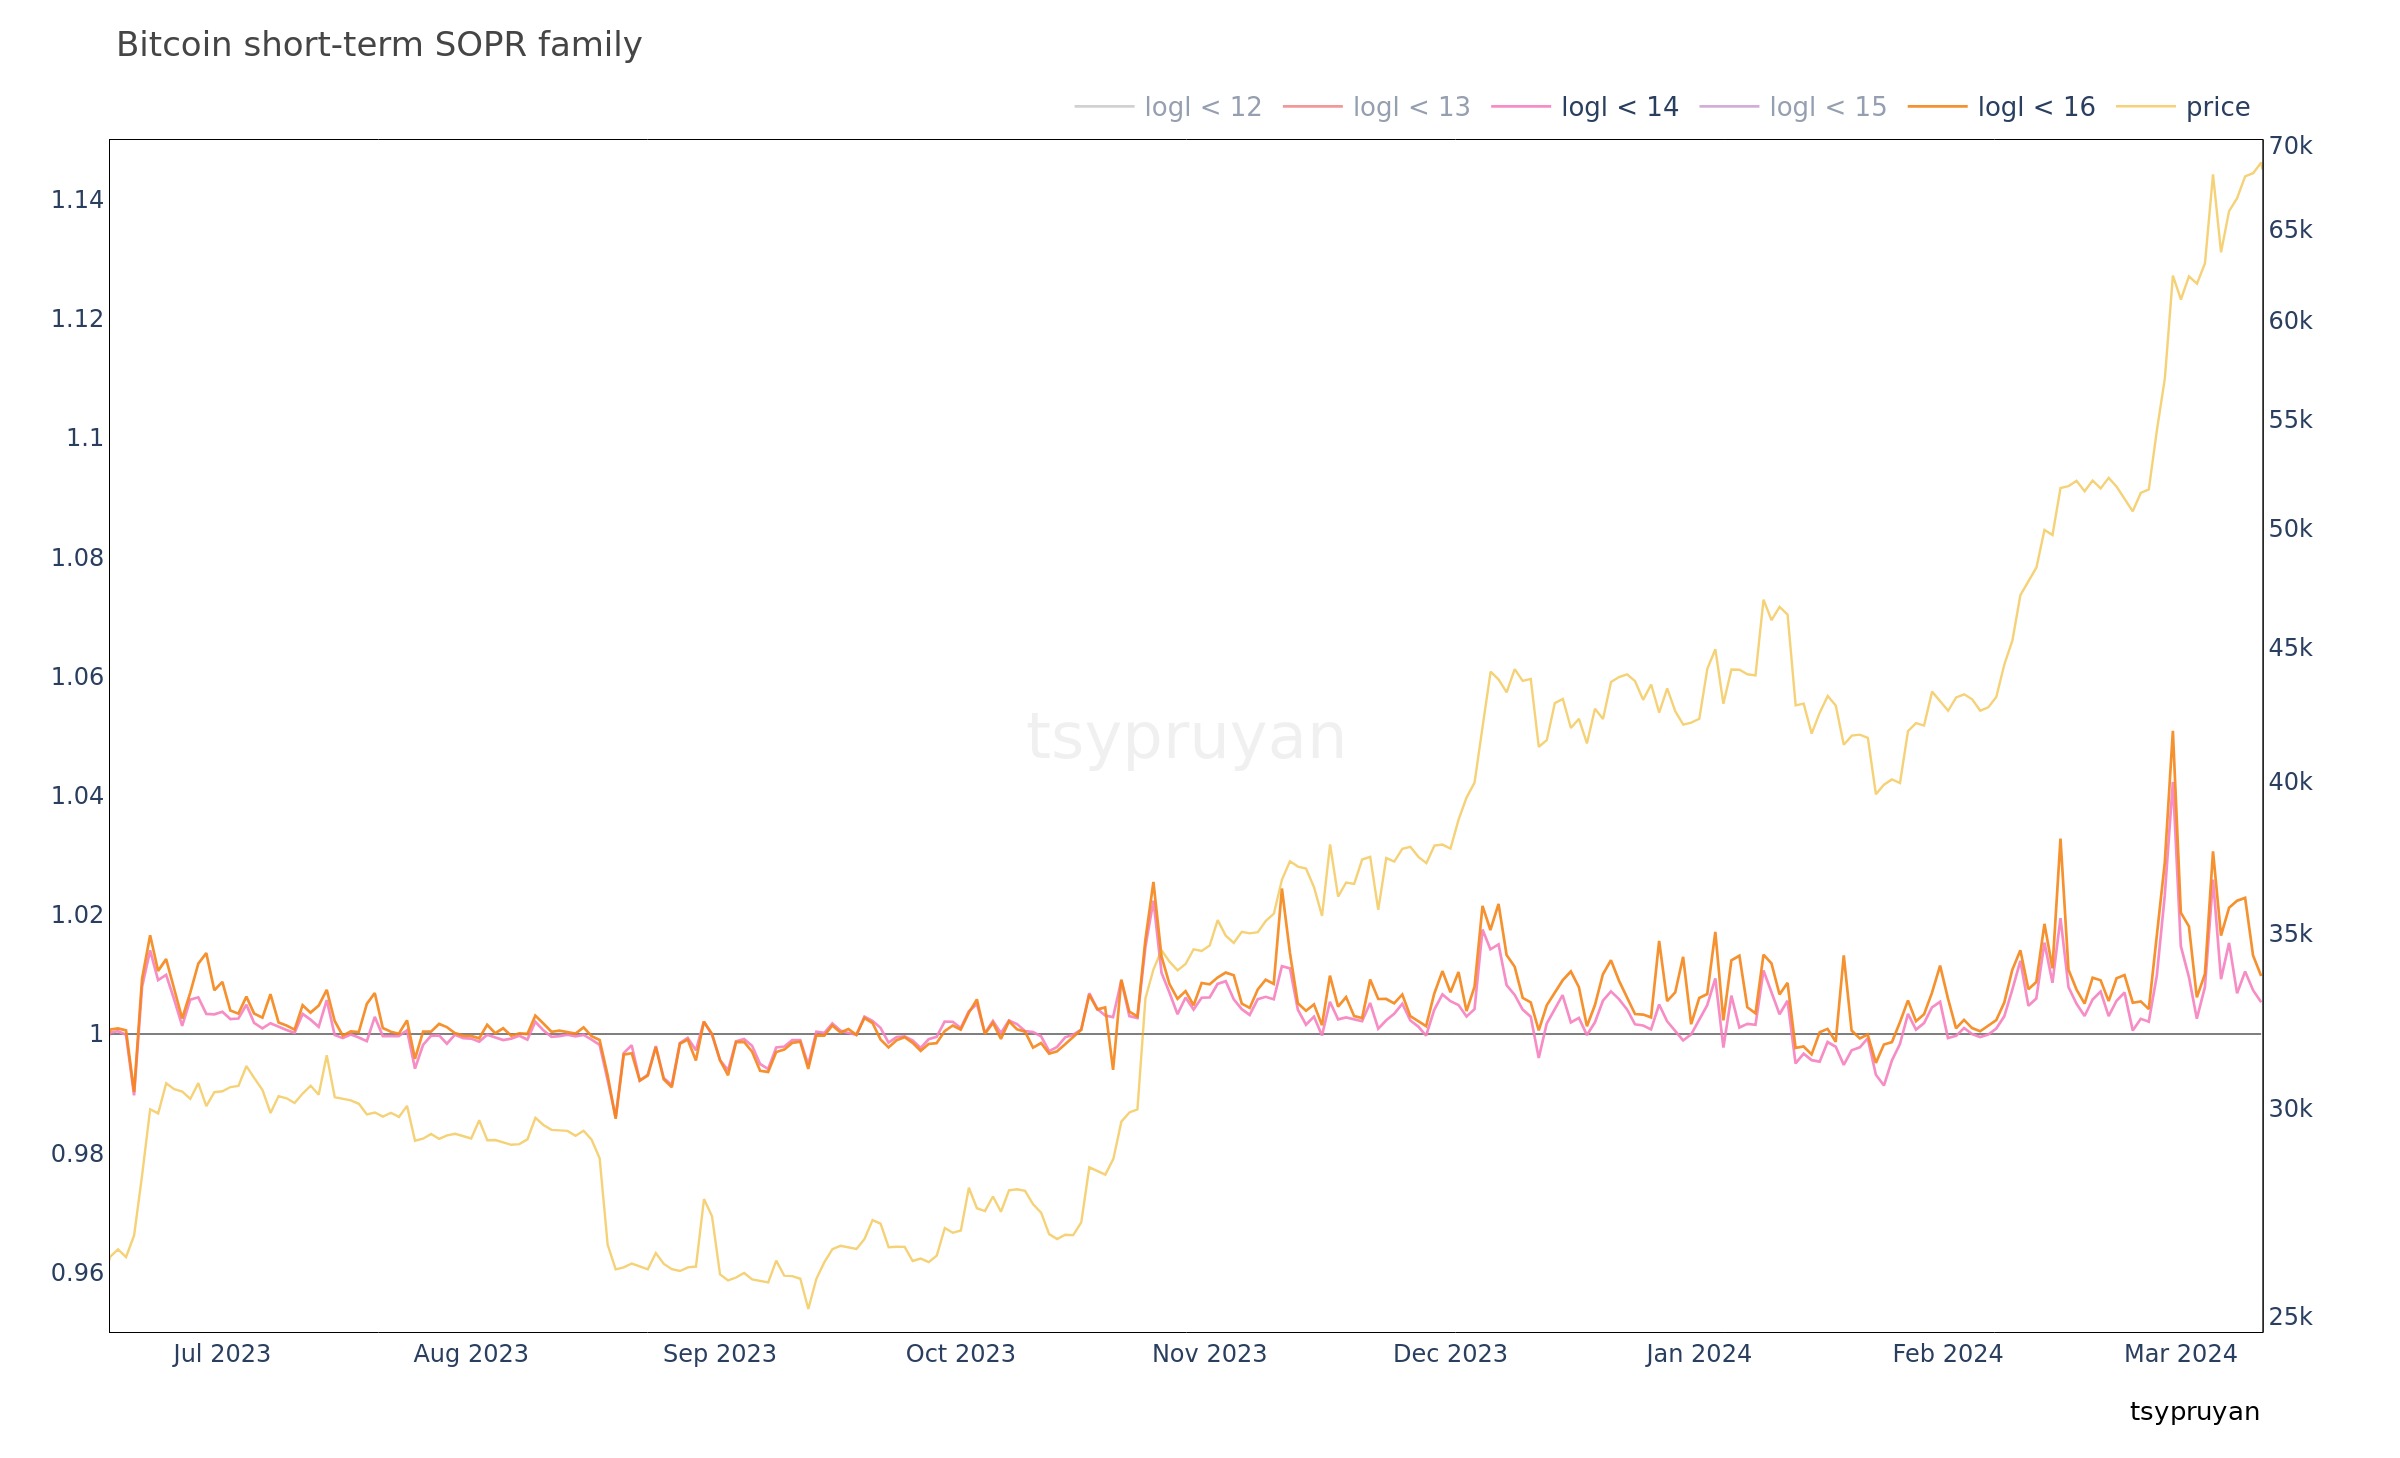 Bitcoin short-term SOPR family
logl < 12 logl < 13 logl < 14 logl < 15 logl < 16 price
1.14
1.12
1.1
1.08
1.06
1.04
1.02
1
0.98
0.96
70k
65k
60k
55k
50k
45k
40k
35k
30k
25k
tsypruyan
Jul 2023 Aug 2023 Sep 2023 Oct 2023 Nov 2023 Dec 2023 Jan 2024 Feb 2024 Mar 2024
tsypruyan